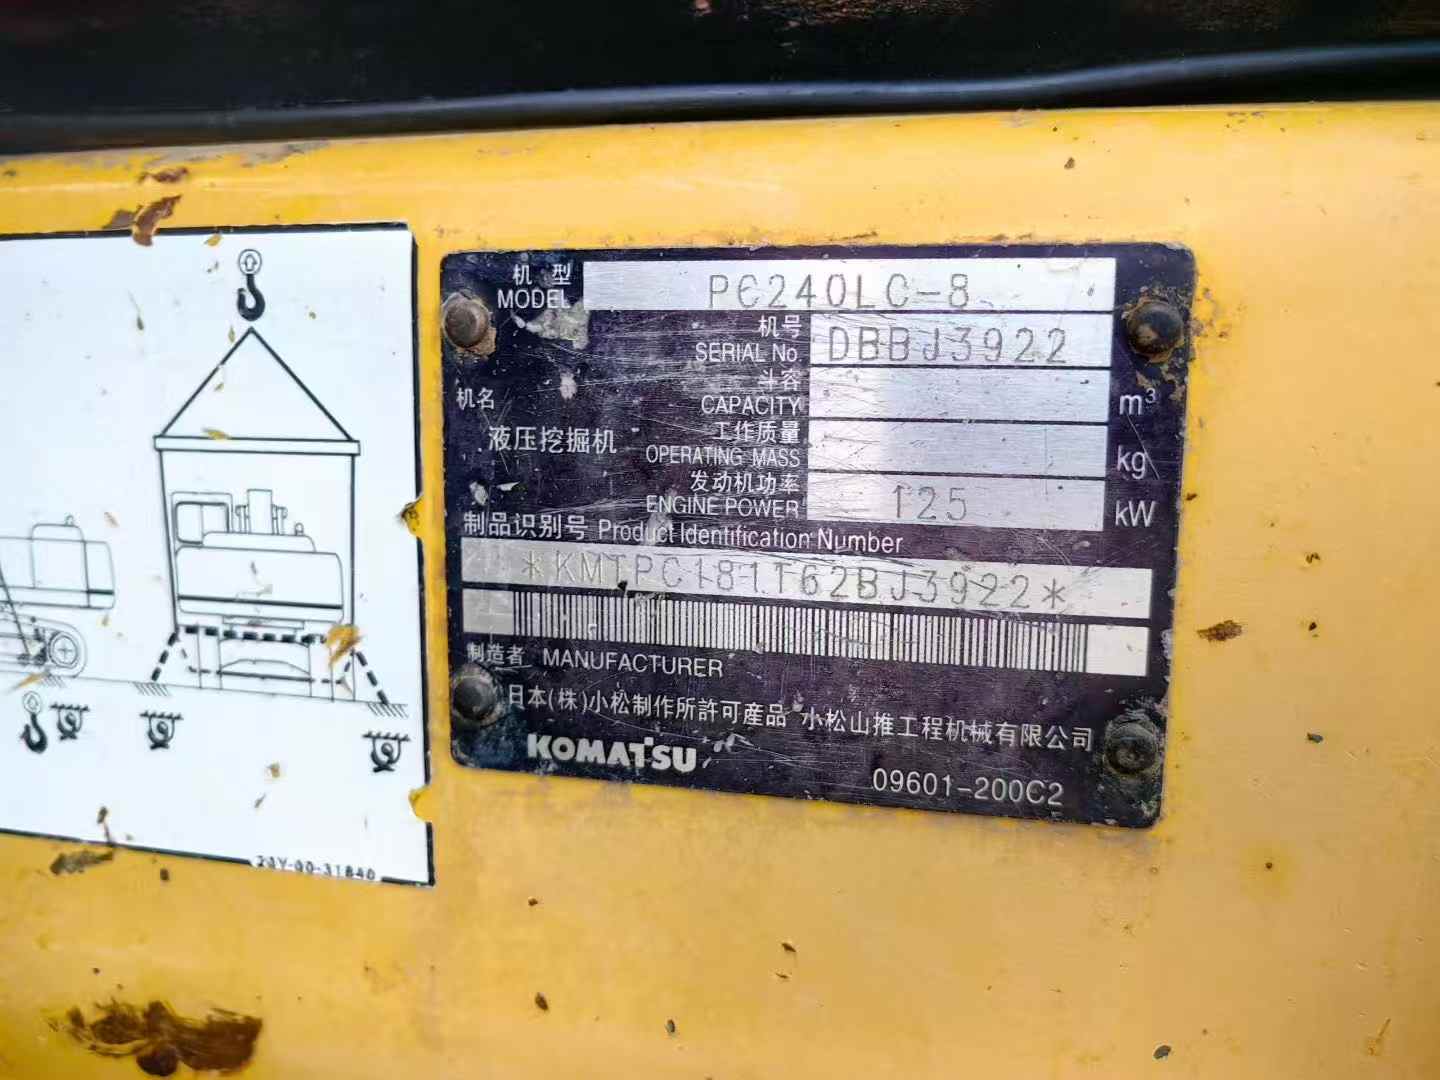 机 型
MODEL PC240LC-8
机号
SERIAL No. DBBJ3922
斗容
CAPACITY m³
机名
液压挖掘机
工作质量
OPERATING MASS kg
发动机功率
ENGINE POWER 125 kW
制品识别号 Product Identification Number
*KMTPC181T62BJ3922*
制造者 MANUFACTURER
日本(株)小松制作所許可産品 小松山推工程机械有限公司
KOMATSU
09601-200C2
20Y-00-31840